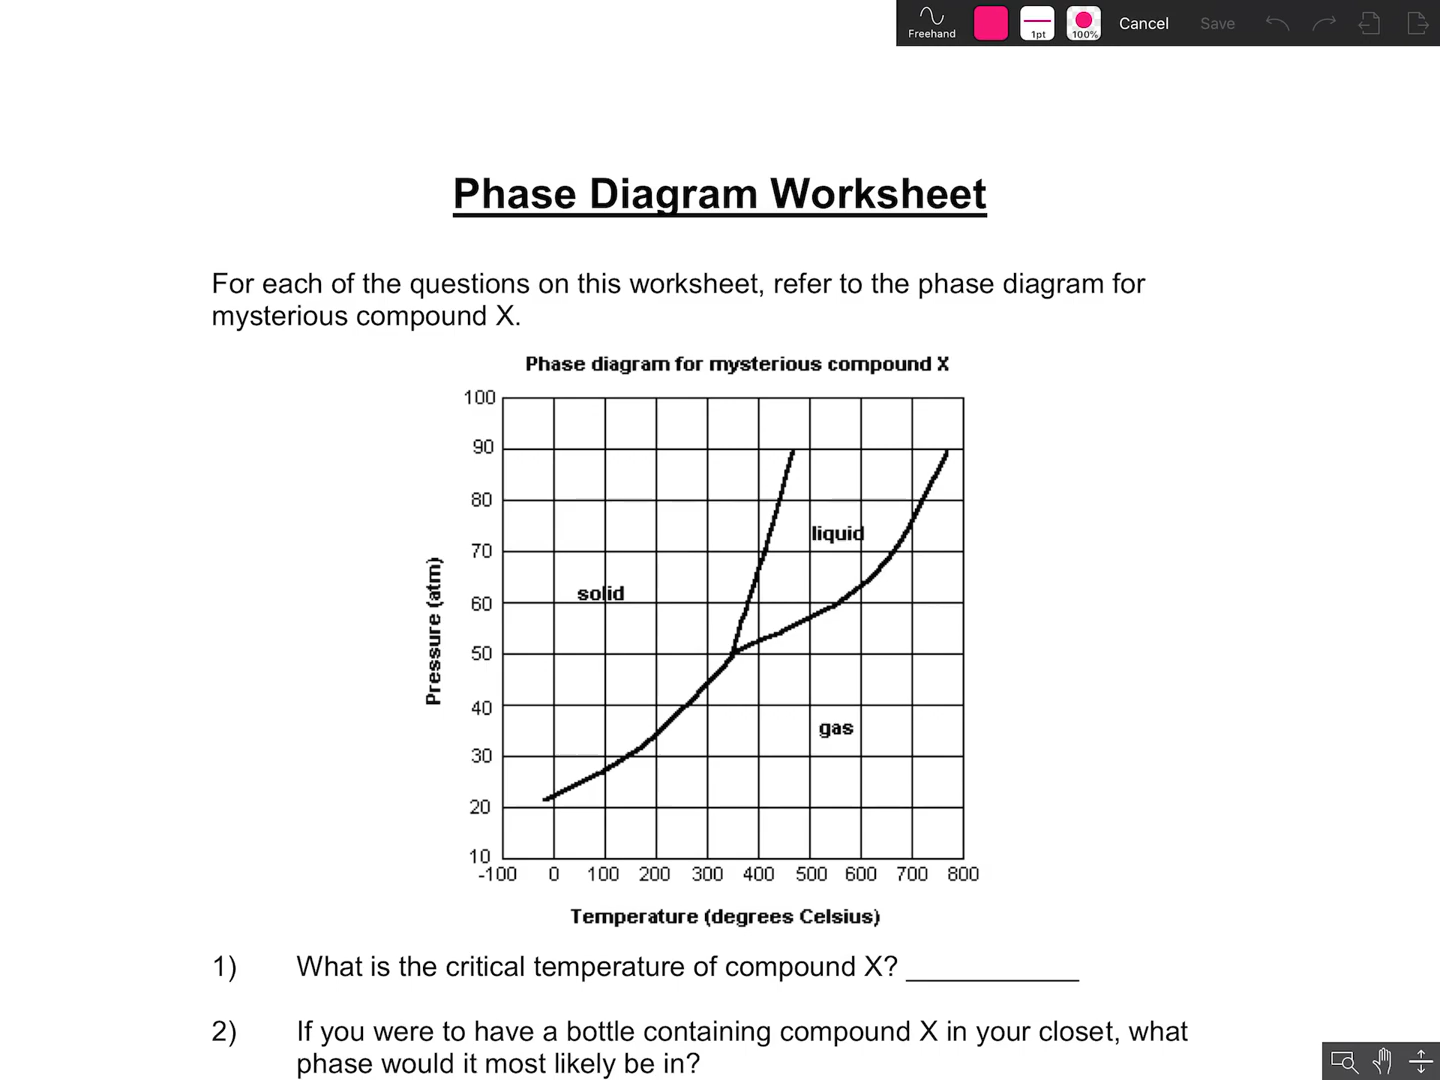 Freehand
1pt
100%
Cancel
Save
Phase Diagram Worksheet
For each of the questions on this worksheet, refer to the phase diagram for
mysterious compound X.
Phase diagram for mysterious compound X
100
90
80
70
60
50
40
30
20
10
Pressure (atm)
solid
liquid
gas
-100 0 100 200 300 400 500 600 700 800
Temperature (degrees Celsius)
1) What is the critical temperature of compound X? ___________
2) If you were to have a bottle containing compound X in your closet, what
phase would it most likely be in?